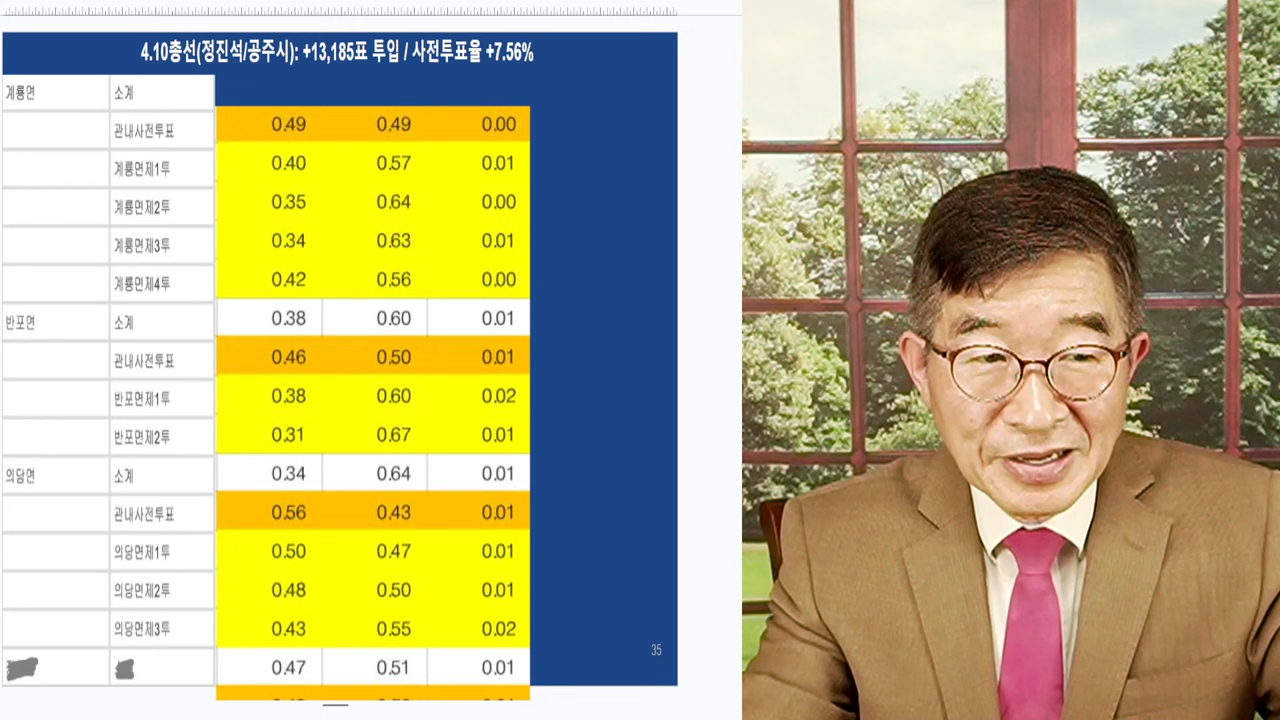 4.10총선(정진석/공주시): +13,185표 투입 / 사전투표율 +7.56%
계룡면 소계
관내사전투표 0.49 0.49 0.00
계룡면제1투 0.40 0.57 0.01
계룡면제2투 0.35 0.64 0.00
계룡면제3투 0.34 0.63 0.01
계룡면제4투 0.42 0.56 0.00
반포면 소계 0.38 0.60 0.01
관내사전투표 0.46 0.50 0.01
반포면제1투 0.38 0.60 0.02
반포면제2투 0.31 0.67 0.01
의당면 소계 0.34 0.64 0.01
관내사전투표 0.56 0.43 0.01
의당면제1투 0.50 0.47 0.01
의당면제2투 0.48 0.50 0.01
의당면제3투 0.43 0.55 0.02
35
0.47 0.51 0.01